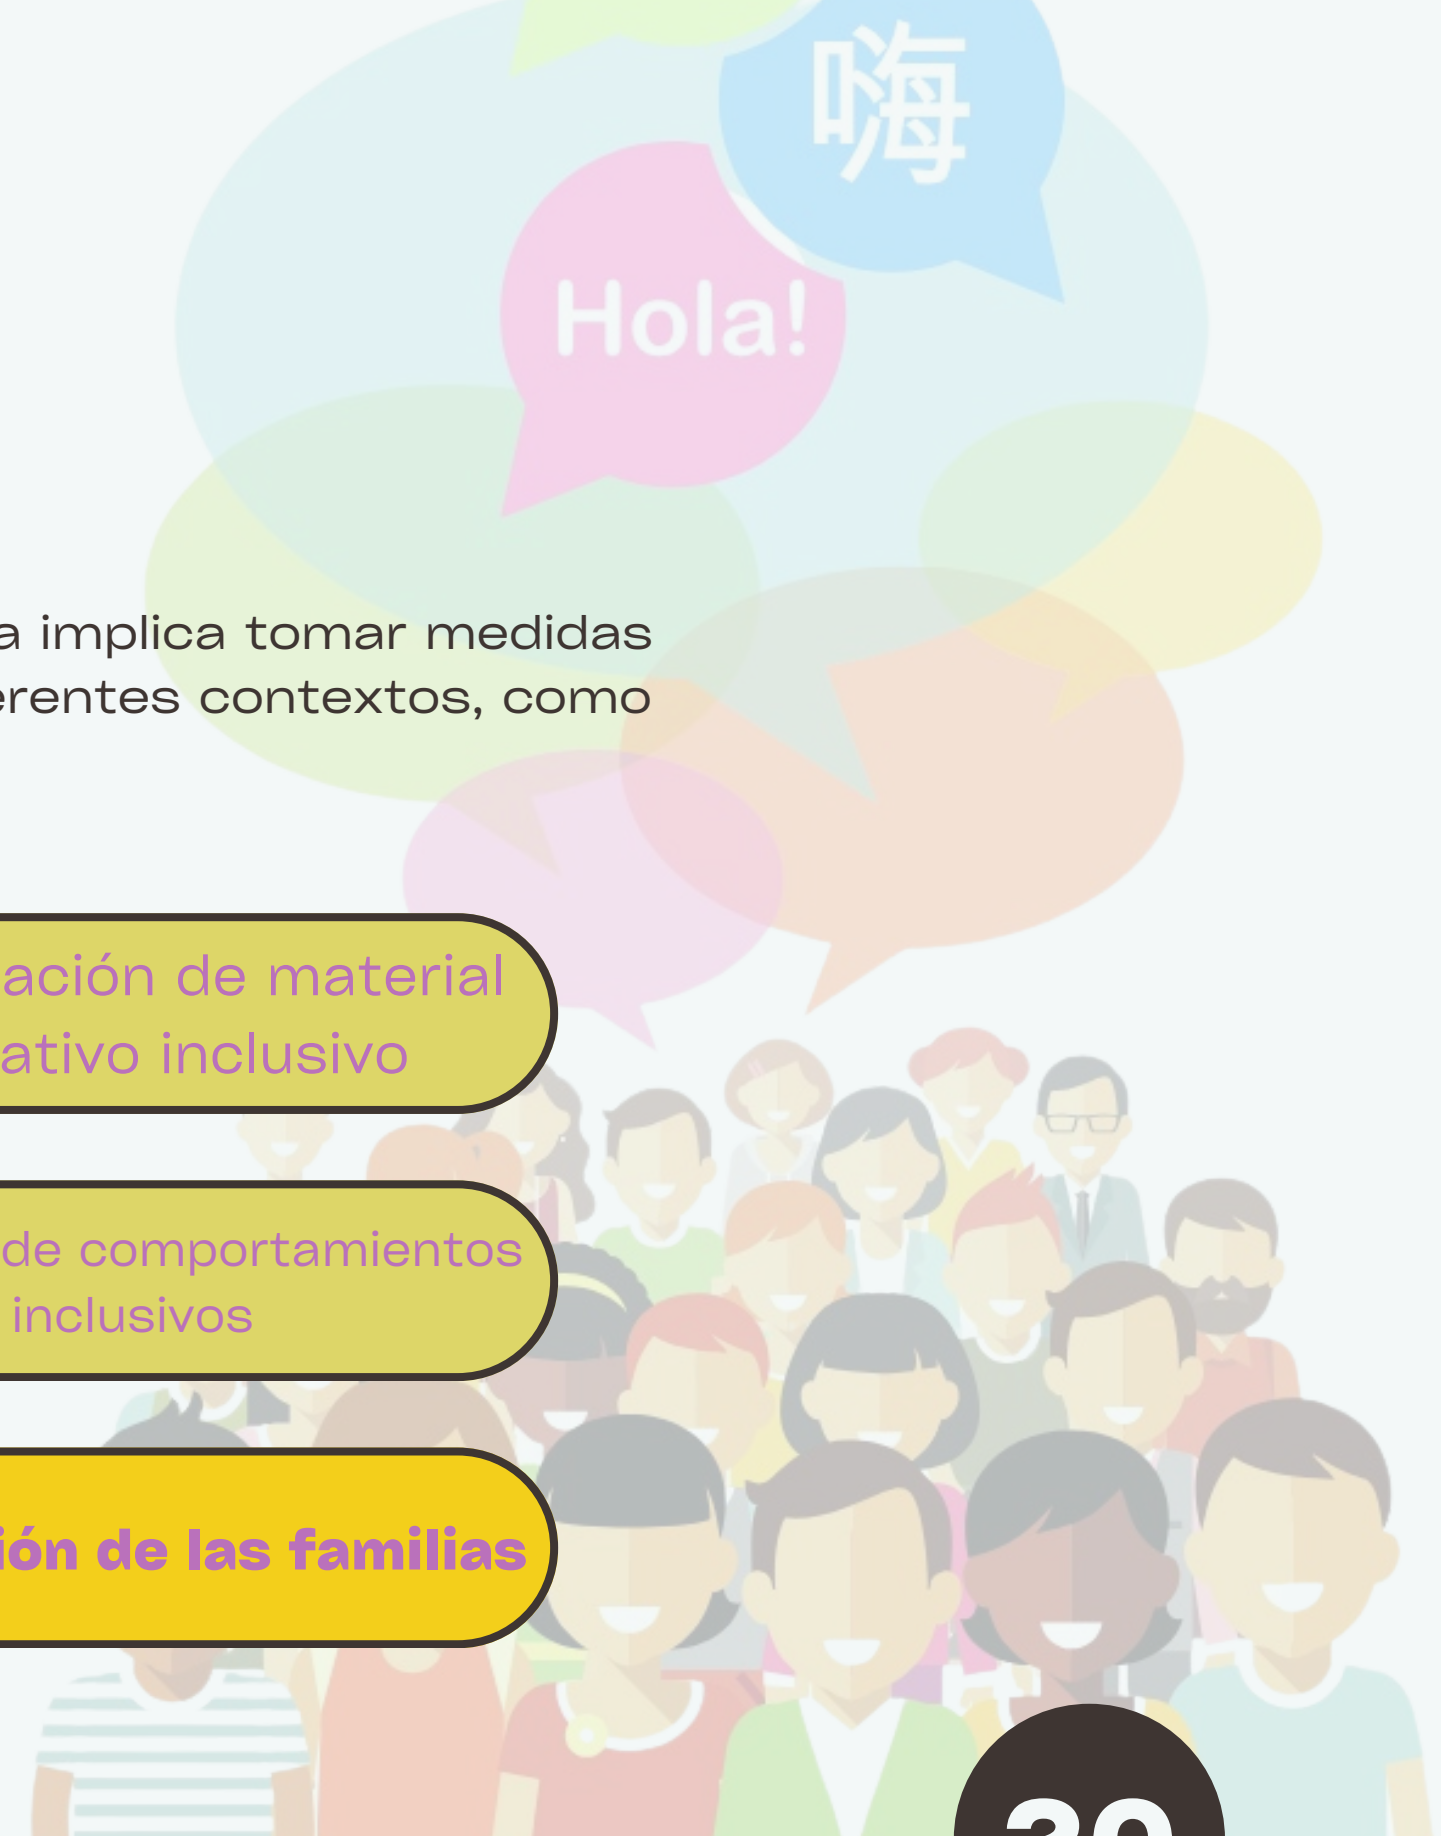 嗨
Hola!
a implica tomar medidas
erentes contextos, como
ación de material
ativo inclusivo
de comportamientos
inclusivos
ión de las familias